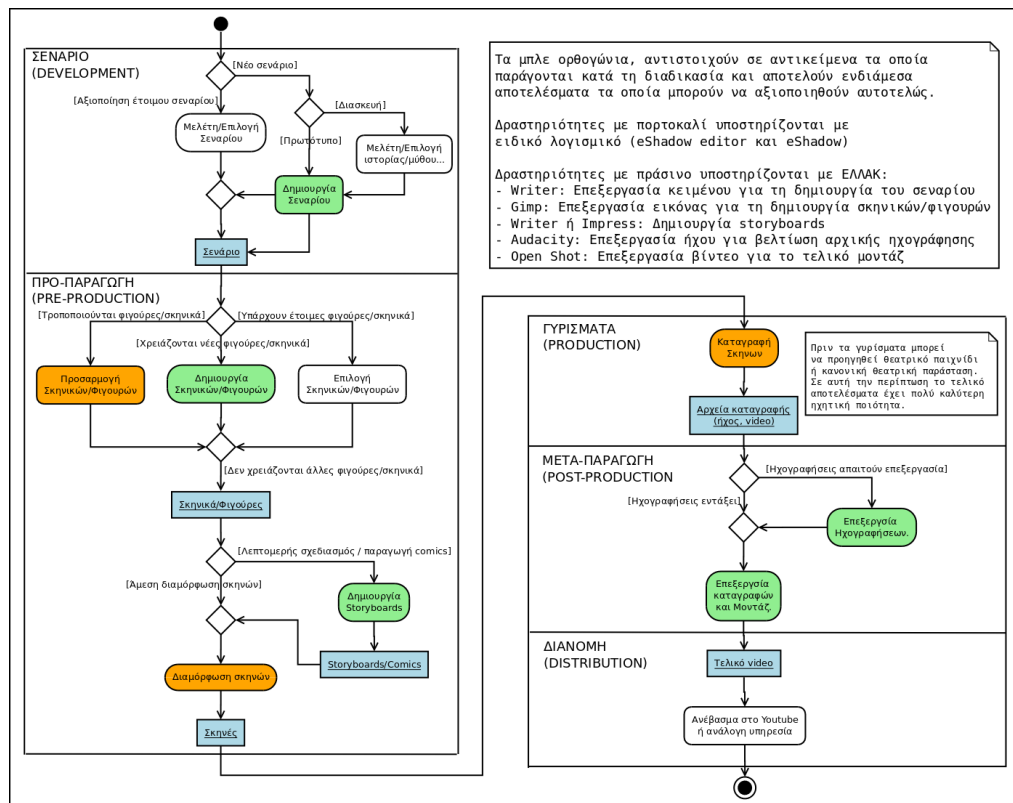 ΣΕΝΑΡΙΟ
(DEVELOPMENT)
[Νέο σενάριο]
[Αξιοποίηση έτοιμου σεναρίου]
[Διασκευή]
Μελέτη/Επιλογή
Σεναρίου
[Πρωτότυπο]
Μελέτη/Επιλογή
ιστορίας/μύθου...
Δημιουργία
Σεναρίου
Σενάριο
ΠΡΟ-ΠΑΡΑΓΩΓΗ
(PRE-PRODUCTION)
[Τροποποιούνται φιγούρες/σκηνικά]
[Υπάρχουν έτοιμες φιγούρες/σκηνικά]
[Χρειάζονται νέες φιγούρες/σκηνικά]
Προσαρμογή
Σκηνικών/Φιγουρών
Δημιουργία
Σκηνικών/Φιγουρών
Επιλογή
Σκηνικών/Φιγουρών
[Δεν χρειάζονται άλλες φιγούρες/σκηνικά]
Σκηνικά/Φιγούρες
[Λεπτομερής σχεδιασμός / παραγωγή comics]
[Άμεση διαμόρφωση σκηνών]
Δημιουργία
Storyboards
Storyboards/Comics
Διαμόρφωση σκηνών
Σκηνές
Τα μπλε ορθογώνια, αντιστοιχούν σε αντικείμενα τα οποία
παράγονται κατά τη διαδικασία και αποτελούν ενδιάμεσα
αποτελέσματα τα οποία μπορούν να αξιοποιηθούν αυτοτελώς.
Δραστηριότητες με πορτοκαλί υποστηρίζονται με
ειδικό λογισμικό (eShadow editor και eShadow)
Δραστηριότητες με πράσινο υποστηρίζονται με ΕΛΛΑΚ:
- Writer: Επεξεργασία κειμένου για τη δημιουργία του σεναρίου
- Gimp: Επεξεργασία εικόνας για τη δημιουργία σκηνικών/φιγουρών
- Writer ή Impress: Δημιουργία storyboards
- Audacity: Επεξεργασία ήχου για βελτίωση αρχικής ηχογράφησης
- Open Shot: Επεξεργασία βίντεο για το τελικό μοντάζ
ΓΥΡΙΣΜΑΤΑ
(PRODUCTION)
Καταγραφή
Σκηνων
Πριν τα γυρίσματα μπορεί
να προηγηθεί θεατρικό παιχνίδι
ή κανονική θεατρική παράσταση.
Σε αυτή την περίπτωση το τελικό
αποτελέσματα έχει πολύ καλύτερη
ηχητική ποιότητα.
Αρχεία καταγραφής
(ήχος, video)
ΜΕΤΑ-ΠΑΡΑΓΩΓΗ
(POST-PRODUCTION
[Ηχογραφήσεις απαιτούν επεξεργασία]
[Ηχογραφήσεις εντάξει]
Επεξεργσία
Ηχογραφήσεων.
Επεξεργσία
καταγραφών
και Μοντάζ.
ΔΙΑΝΟΜΗ
(DISTRIBUTION)
Τελικό video
Ανέβασμα στο Youtube
ή ανάλογη υπηρεσία